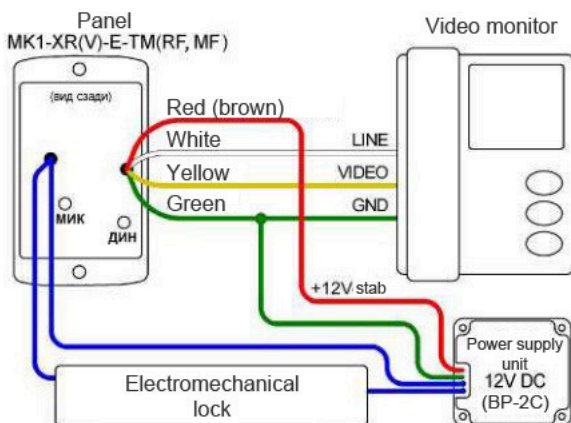 Panel
MK1-XR(V)-E-TM(RF, MF)
Video monitor
(вид сзади)
Red (brown)
White
LINE
Yellow
VIDEO
Green
GND
МИК
ДИН
+12V stab
Power supply
unit
12V DC
(BP-2C)
Electromechanical
lock